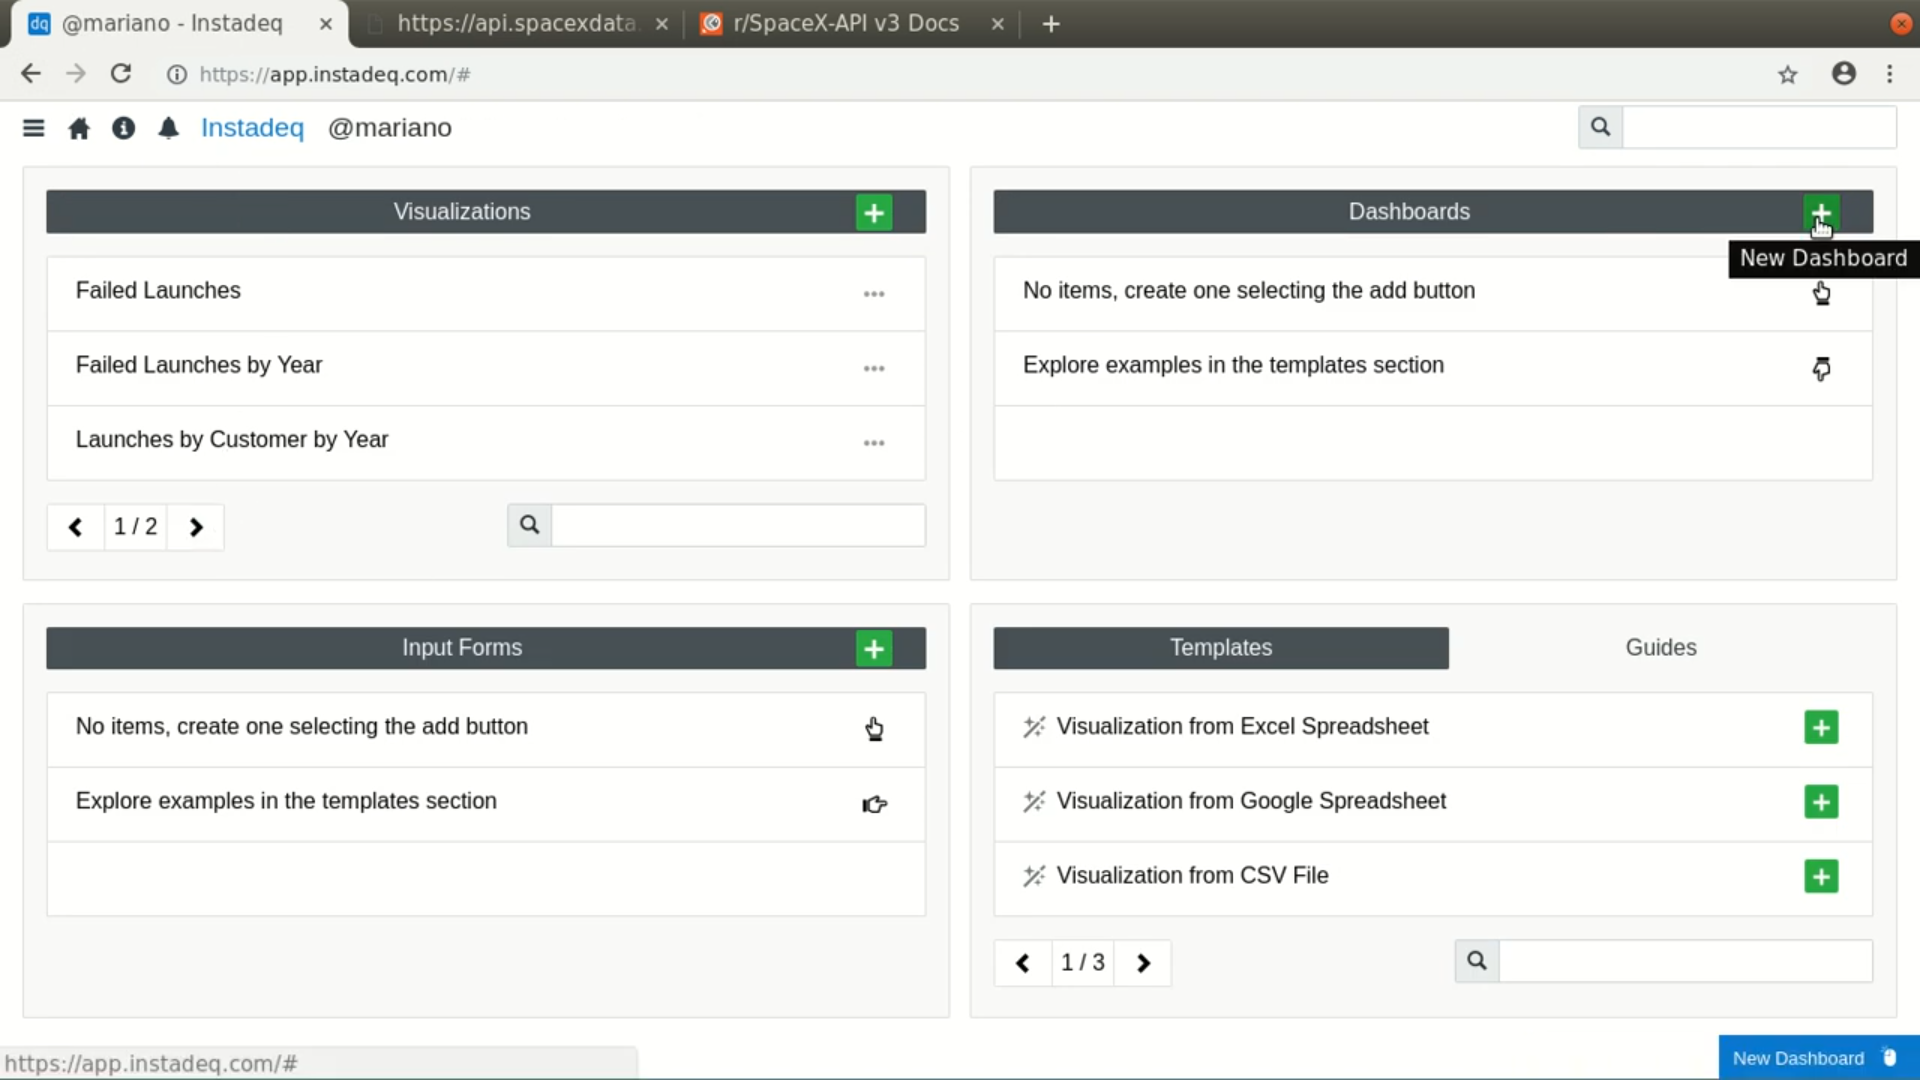 @mariano - Instadeq
https://api.spacexdata.
r/SpaceX-API v3 Docs
https://app.instadeq.com/#
Instadeq @mariano
Visualizations
Failed Launches
Failed Launches by Year
Launches by Customer by Year
1 / 2
Dashboards
New Dashboard
No items, create one selecting the add button
Explore examples in the templates section
Input Forms
No items, create one selecting the add button
Explore examples in the templates section
Templates
Guides
Visualization from Excel Spreadsheet
Visualization from Google Spreadsheet
Visualization from CSV File
1 / 3
https://app.instadeq.com/#
New Dashboard